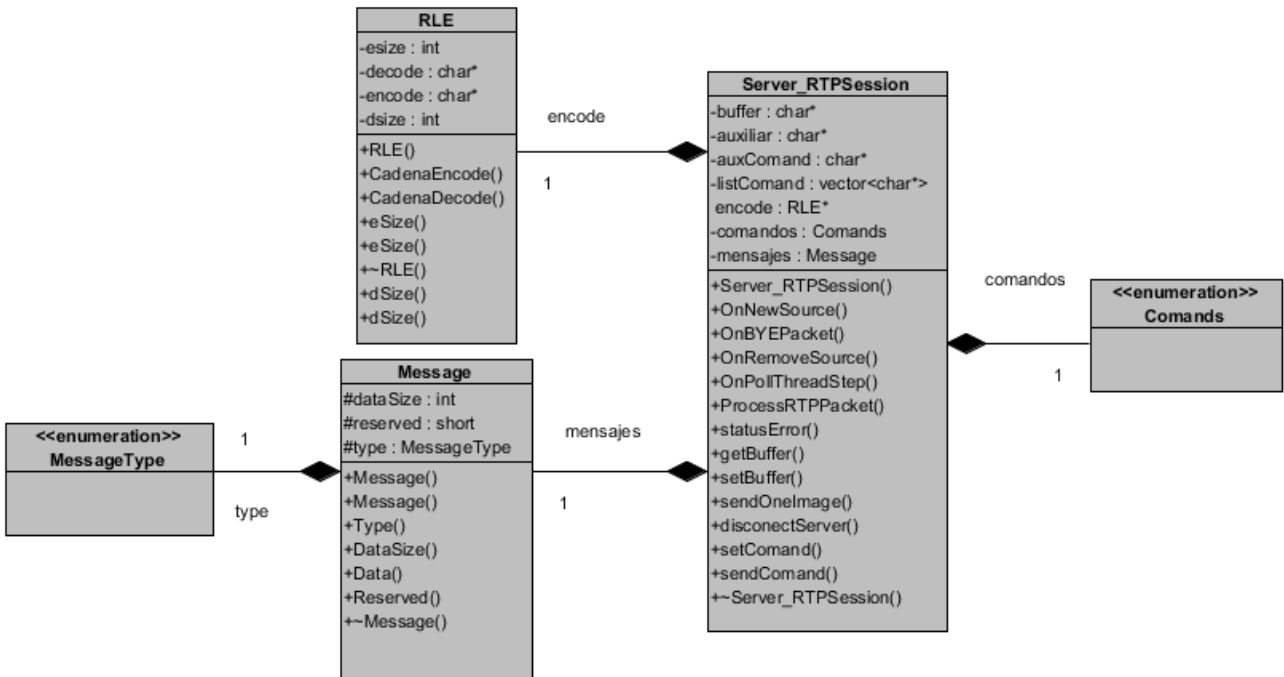 RLE
-esize : int
-decode : char*
-encode : char*
-dsize : int
+RLE()
+CadenaEncode()
+CadenaDecode()
+eSize()
+eSize()
+~RLE()
+dSize()
+dSize()
encode
1
Server_RTPSession
-buffer : char*
-auxiliar : char*
-auxComand : char*
-listComand : vector<char*>
encode : RLE*
-comandos : Comands
-mensajes : Message
+Server_RTPSession()
+OnNewSource()
+OnBYEPacket()
+OnRemoveSource()
+OnPollThreadStep()
+ProcessRTPPacket()
+statusError()
+getBuffer()
+setBuffer()
+sendOneImage()
+disconectServer()
+setComand()
+sendComand()
+~Server_RTPSession()
comandos
1
<<enumeration>>
Comands
Message
#dataSize : int
#reserved : short
#type : MessageType
+Message()
+Message()
+Type()
+DataSize()
+Data()
+Reserved()
+~Message()
mensajes
1
<<enumeration>>
MessageType
1
type